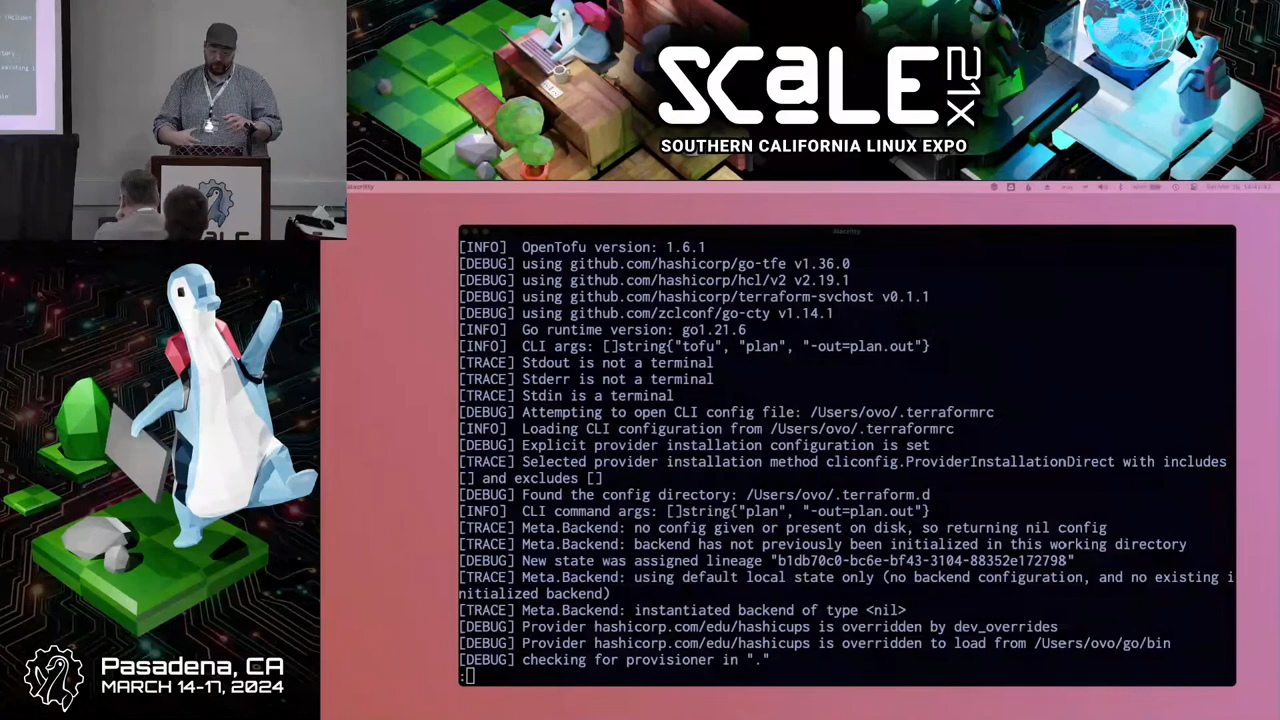 SCaLE 21X
SOUTHERN CALIFORNIA LINUX EXPO
Alacritty
[INFO] OpenTofu version: 1.6.1
[DEBUG] using github.com/hashicorp/go-tfe v1.36.0
[DEBUG] using github.com/hashicorp/hcl/v2 v2.19.1
[DEBUG] using github.com/hashicorp/terraform-svchost v0.1.1
[DEBUG] using github.com/zclconf/go-cty v1.14.1
[INFO] Go runtime version: go1.21.6
[INFO] CLI args: []string{"tofu", "plan", "-out=plan.out"}
[TRACE] Stdout is not a terminal
[TRACE] Stderr is not a terminal
[TRACE] Stdin is a terminal
[DEBUG] Attempting to open CLI config file: /Users/ovo/.terraformrc
[INFO] Loading CLI configuration from /Users/ovo/.terraformrc
[DEBUG] Explicit provider installation configuration is set
[TRACE] Selected provider installation method cliconfig.ProviderInstallationDirect with includes
[] and excludes []
[DEBUG] Found the config directory: /Users/ovo/.terraform.d
[INFO] CLI command args: []string{"plan", "-out=plan.out"}
[TRACE] Meta.Backend: no config given or present on disk, so returning nil config
[TRACE] Meta.Backend: backend has not previously been initialized in this working directory
[DEBUG] New state was assigned lineage "b1db70c0-bc6e-bf43-3104-88352e172798"
[TRACE] Meta.Backend: using default local state only (no backend configuration, and no existing i
nitialized backend)
[TRACE] Meta.Backend: instantiated backend of type <nil>
[DEBUG] Provider hashicorp.com/edu/hashicups is overridden by dev_overrides
[DEBUG] Provider hashicorp.com/edu/hashicups is overridden to load from /Users/ovo/go/bin
[DEBUG] checking for provisioner in "."
:
Pasadena, CA
MARCH 14-17, 2024